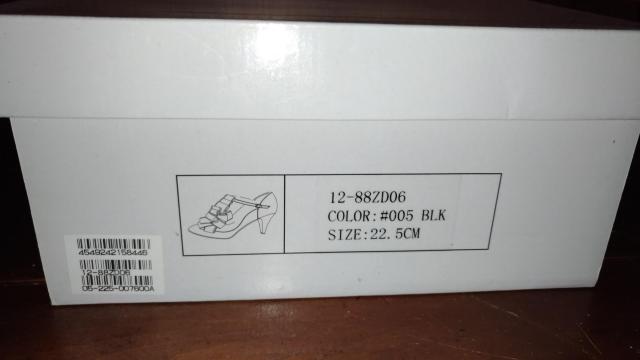 12-88ZD06
COLOR:#005 BLK
SIZE:22.5CM
4549242158446
12-88ZD06
05-225-007600A